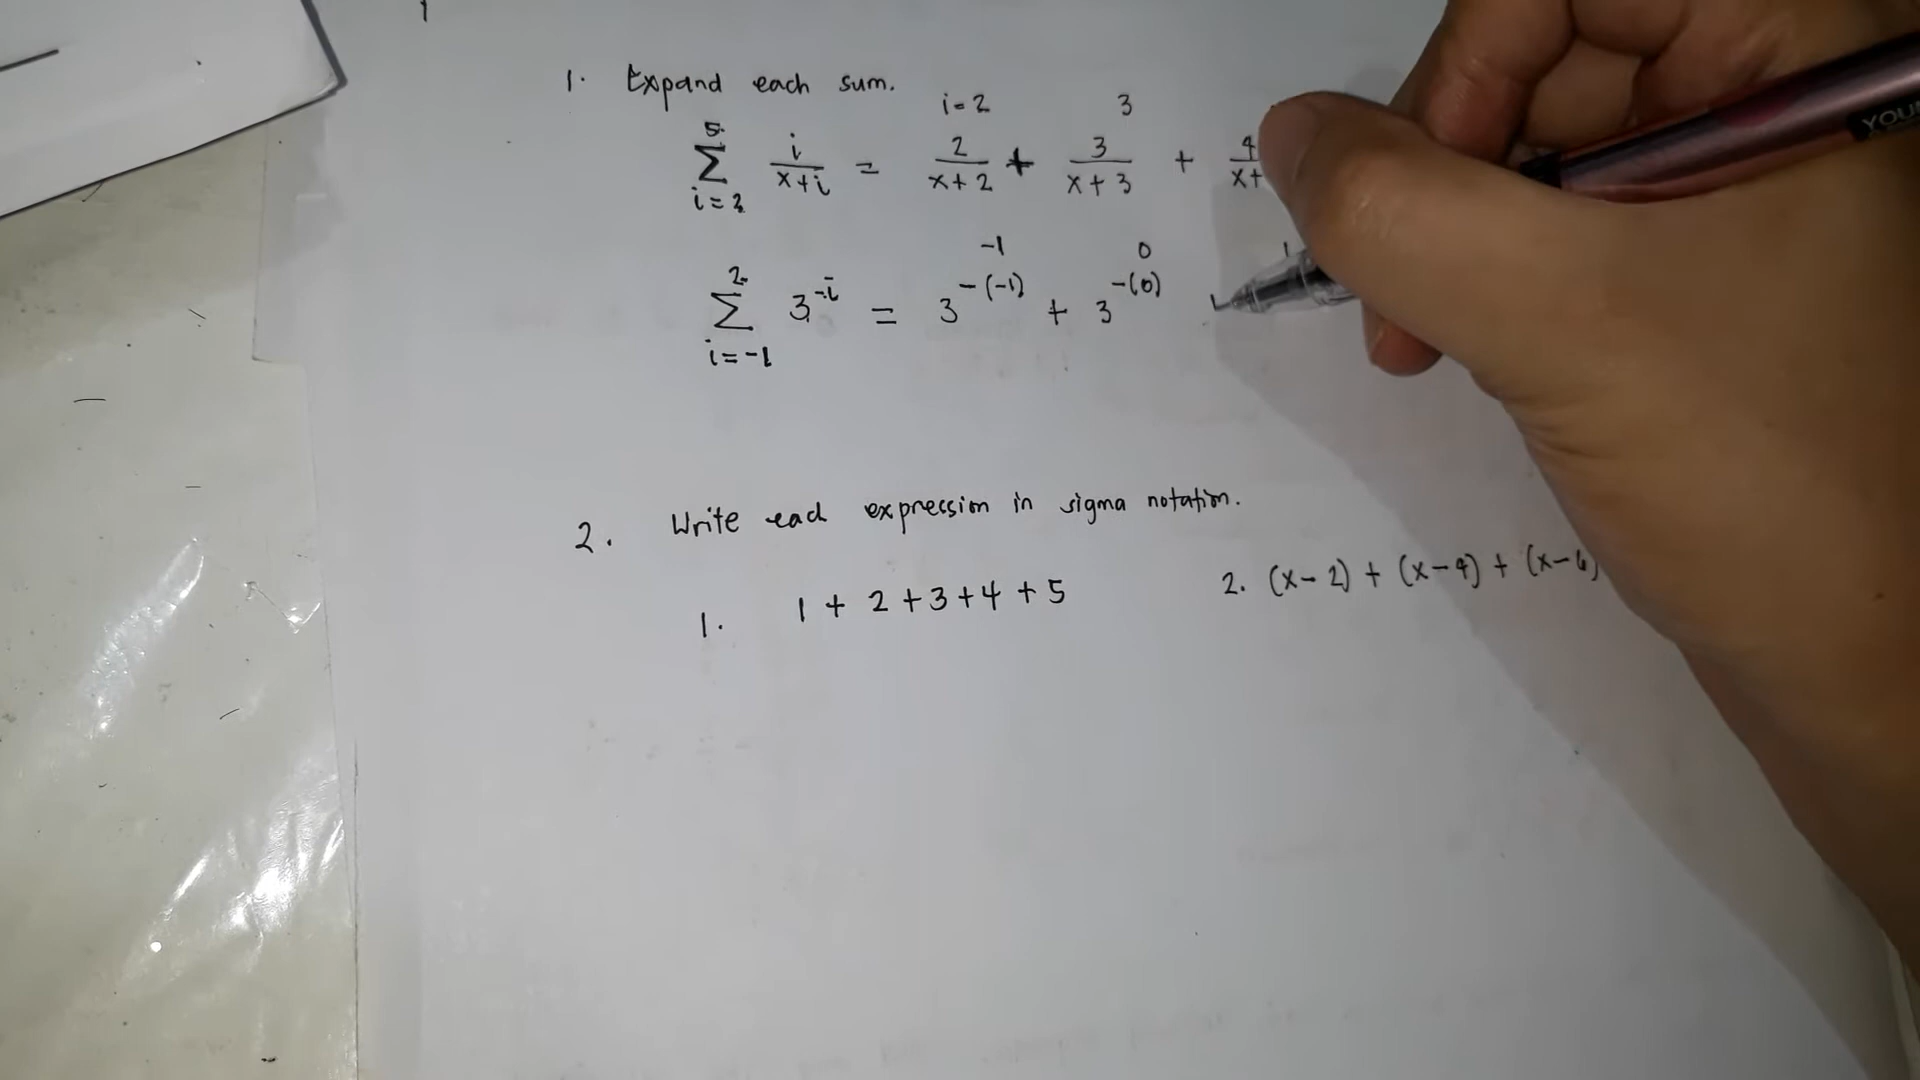 1. Expand each sum.
i=2 3
5 Σ i=2 i/x+i = 2/x+2 + 3/x+3 + 4/x+
-1 0 1
2 Σ i=-1 3^-i = 3^-(-1) + 3^-(0)
2. Write each expression in sigma notation.
1. 1 + 2 + 3 + 4 + 5 2. (x-2) + (x-4) + (x-6)
YOU